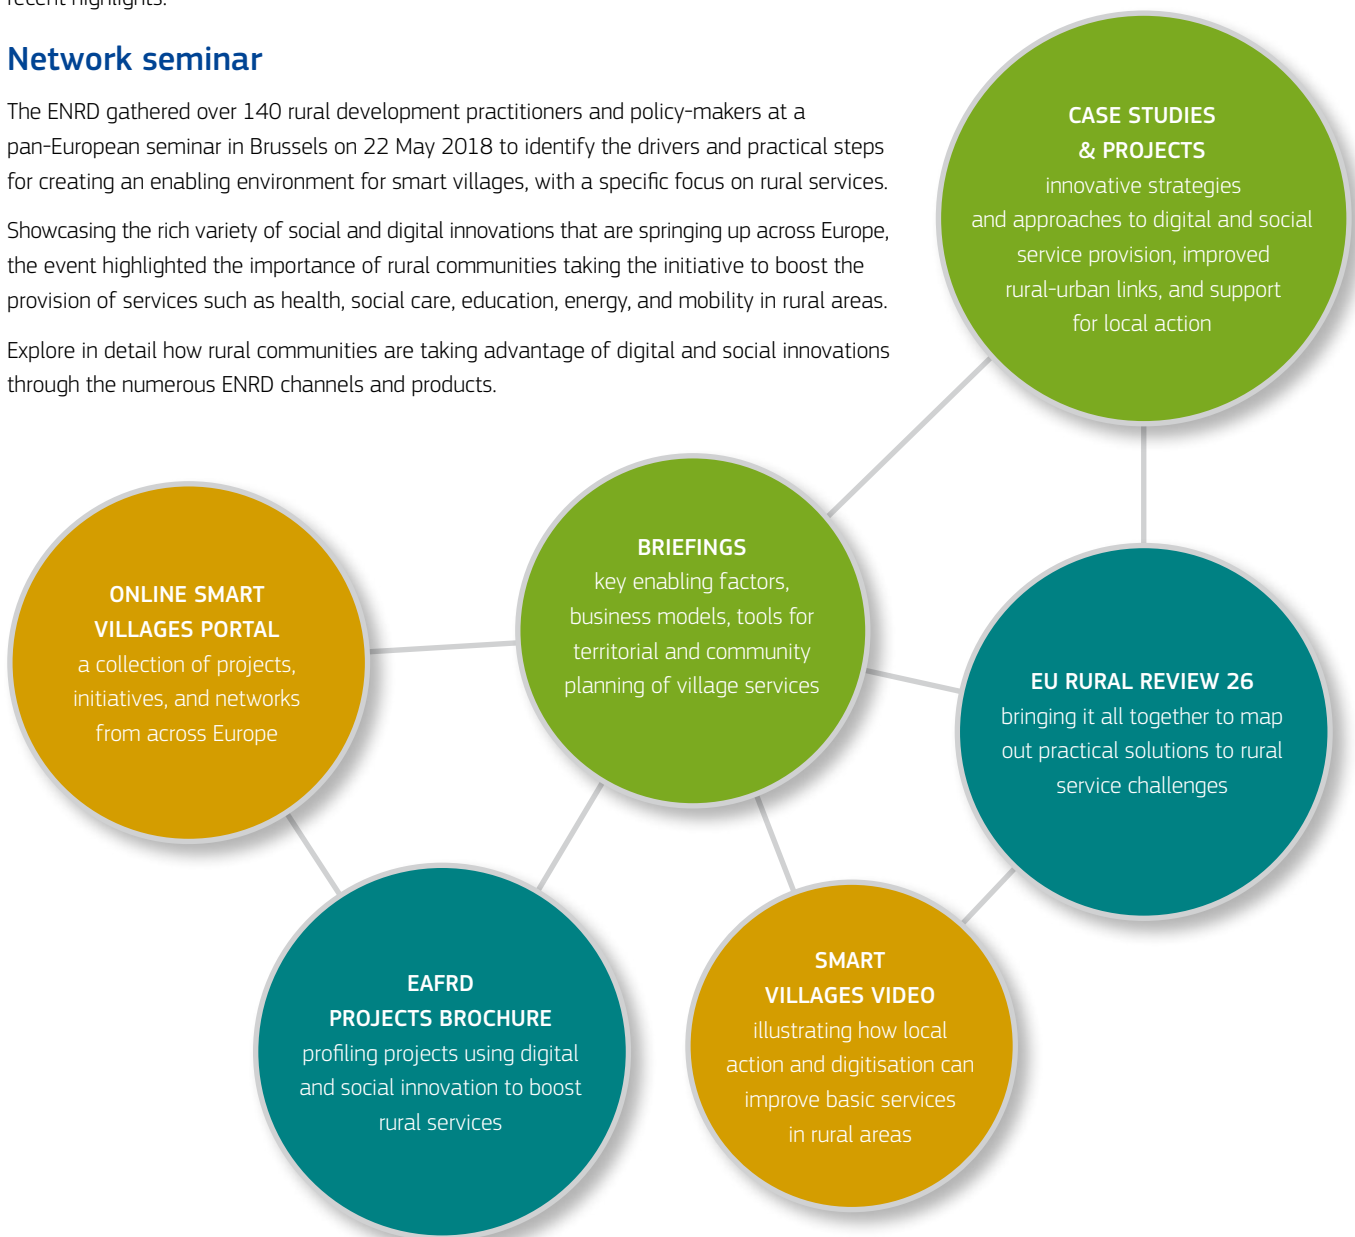 recent highlights.
Network seminar
The ENRD gathered over 140 rural development practitioners and policy-makers at a
pan-European seminar in Brussels on 22 May 2018 to identify the drivers and practical steps
for creating an enabling environment for smart villages, with a specific focus on rural services.
Showcasing the rich variety of social and digital innovations that are springing up across Europe,
the event highlighted the importance of rural communities taking the initiative to boost the
provision of services such as health, social care, education, energy, and mobility in rural areas.
Explore in detail how rural communities are taking advantage of digital and social innovations
through the numerous ENRD channels and products.
CASE STUDIES
& PROJECTS
innovative strategies
and approaches to digital and social
service provision, improved
rural-urban links, and support
for local action
BRIEFINGS
key enabling factors,
business models, tools for
territorial and community
planning of village services
ONLINE SMART
VILLAGES PORTAL
a collection of projects,
initiatives, and networks
from across Europe
EU RURAL REVIEW 26
bringing it all together to map
out practical solutions to rural
service challenges
EAFRD
PROJECTS BROCHURE
profiling projects using digital
and social innovation to boost
rural services
SMART
VILLAGES VIDEO
illustrating how local
action and digitisation can
improve basic services
in rural areas